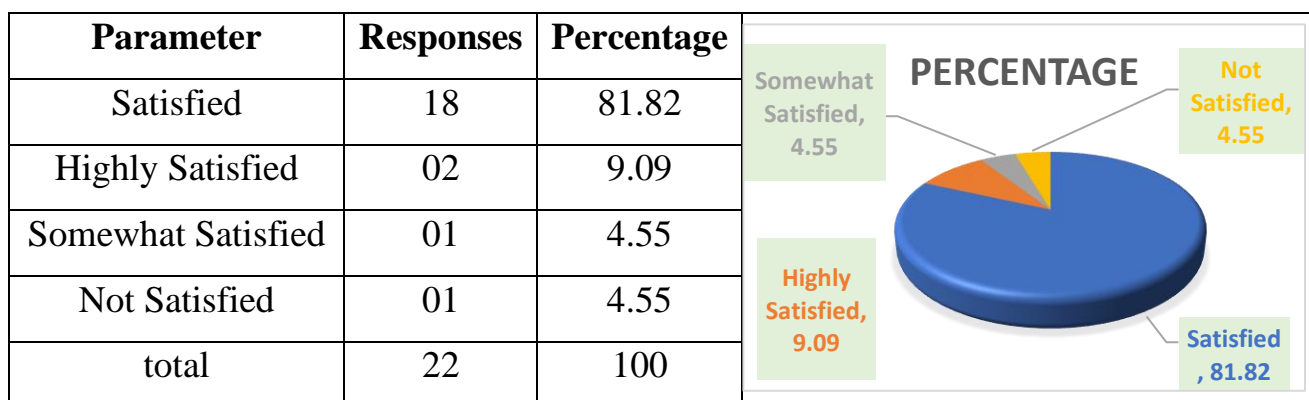 Parameter Responses Percentage
Satisfied 18 81.82
Highly Satisfied 02 9.09
Somewhat Satisfied 01 4.55
Not Satisfied 01 4.55
total 22 100
PERCENTAGE
Somewhat
Satisfied,
4.55
Not
Satisfied,
4.55
Highly
Satisfied,
9.09
Satisfied
, 81.82